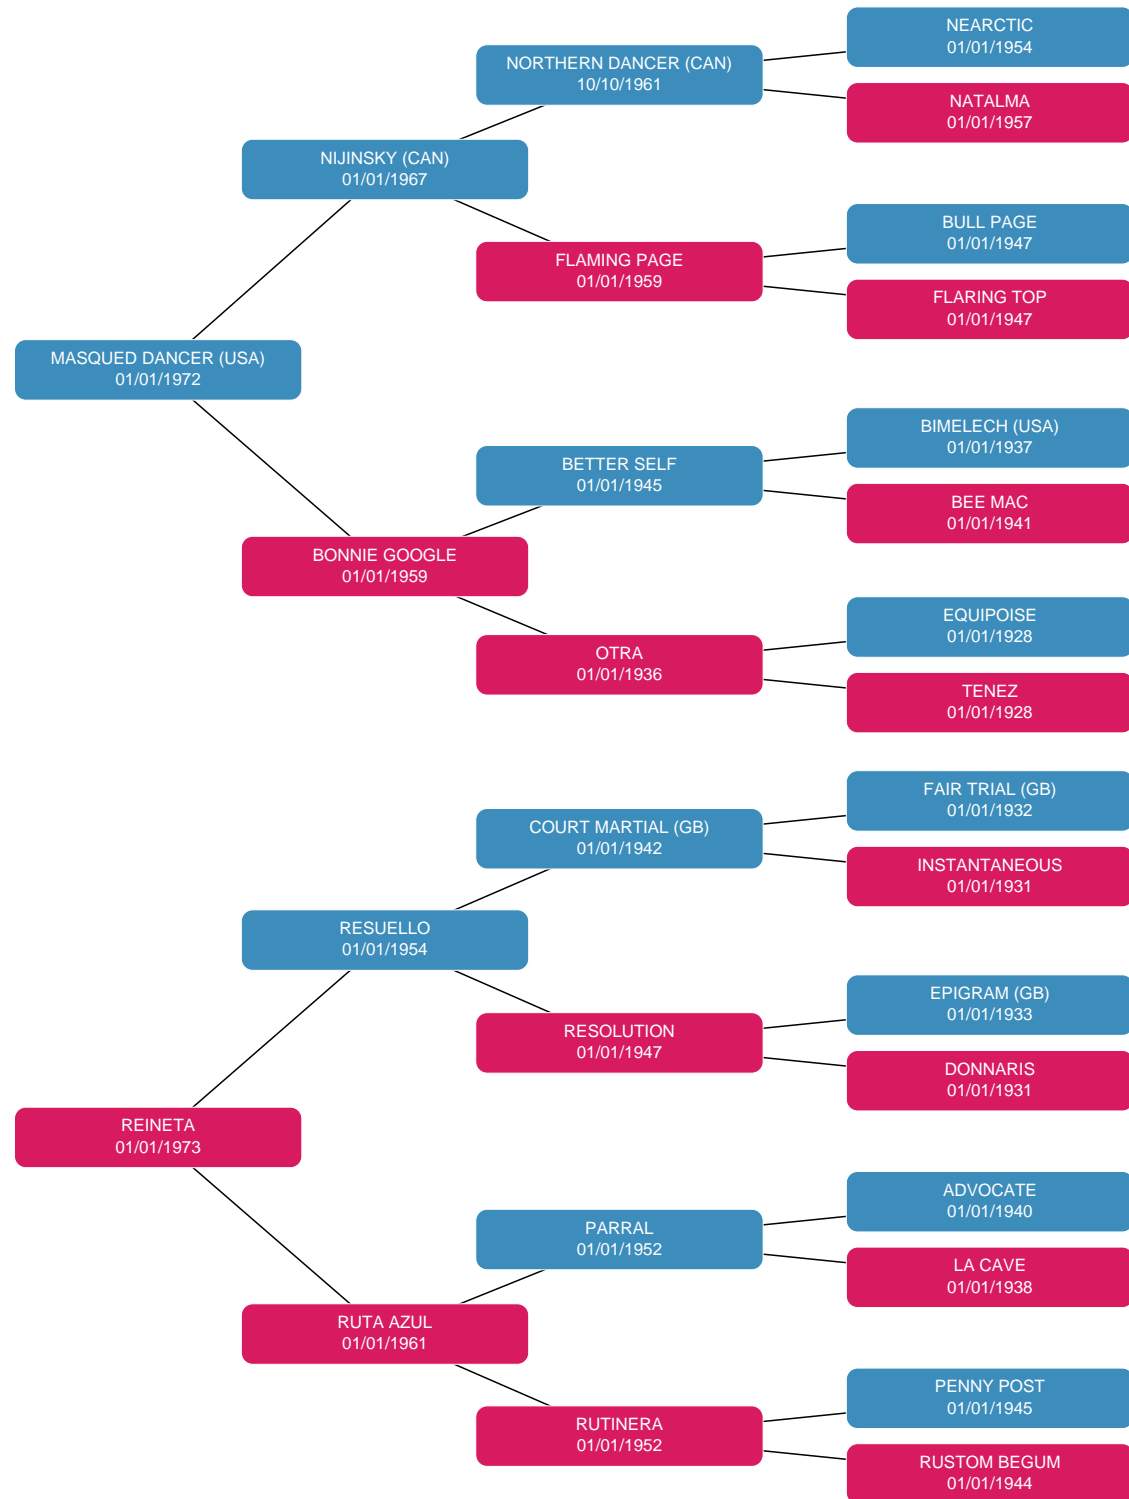 NEARCTIC
01/01/1954
NORTHERN DANCER (CAN)
10/10/1961
NATALMA
01/01/1957
NIJINSKY (CAN)
01/01/1967
BULL PAGE
01/01/1947
FLAMING PAGE
01/01/1959
FLARING TOP
01/01/1947
MASQUED DANCER (USA)
01/01/1972
BIMELECH (USA)
01/01/1937
BETTER SELF
01/01/1945
BEE MAC
01/01/1941
BONNIE GOOGLE
01/01/1959
EQUIPOISE
01/01/1928
OTRA
01/01/1936
TENEZ
01/01/1928
FAIR TRIAL (GB)
01/01/1932
COURT MARTIAL (GB)
01/01/1942
INSTANTANEOUS
01/01/1931
RESUELLO
01/01/1954
EPIGRAM (GB)
01/01/1933
RESOLUTION
01/01/1947
DONNARIS
01/01/1931
REINETA
01/01/1973
ADVOCATE
01/01/1940
PARRAL
01/01/1952
LA CAVE
01/01/1938
RUTA AZUL
01/01/1961
PENNY POST
01/01/1945
RUTINERA
01/01/1952
RUSTOM BEGUM
01/01/1944